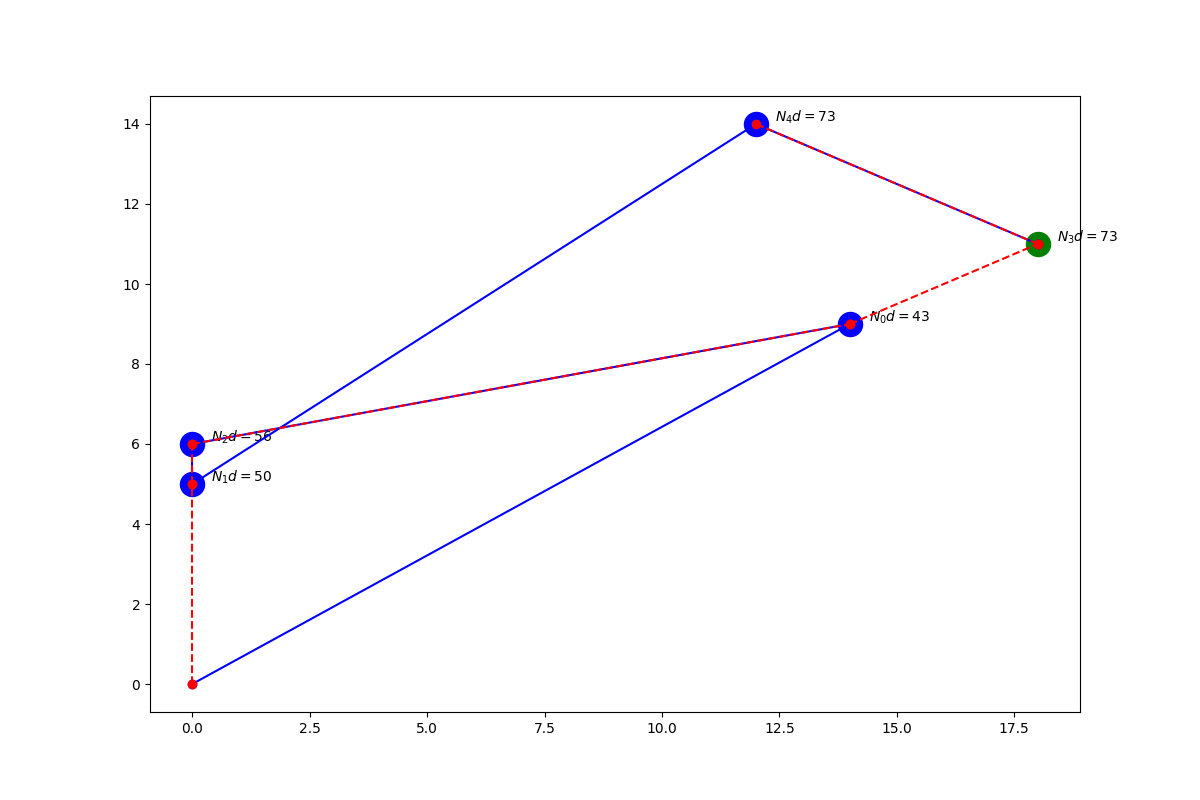 14
12
10
8
6
4
2
0
N₄d = 73
N₃d = 73
N₀d = 43
N₂d = 56
N₁d = 50
0.0 2.5 5.0 7.5 10.0 12.5 15.0 17.5